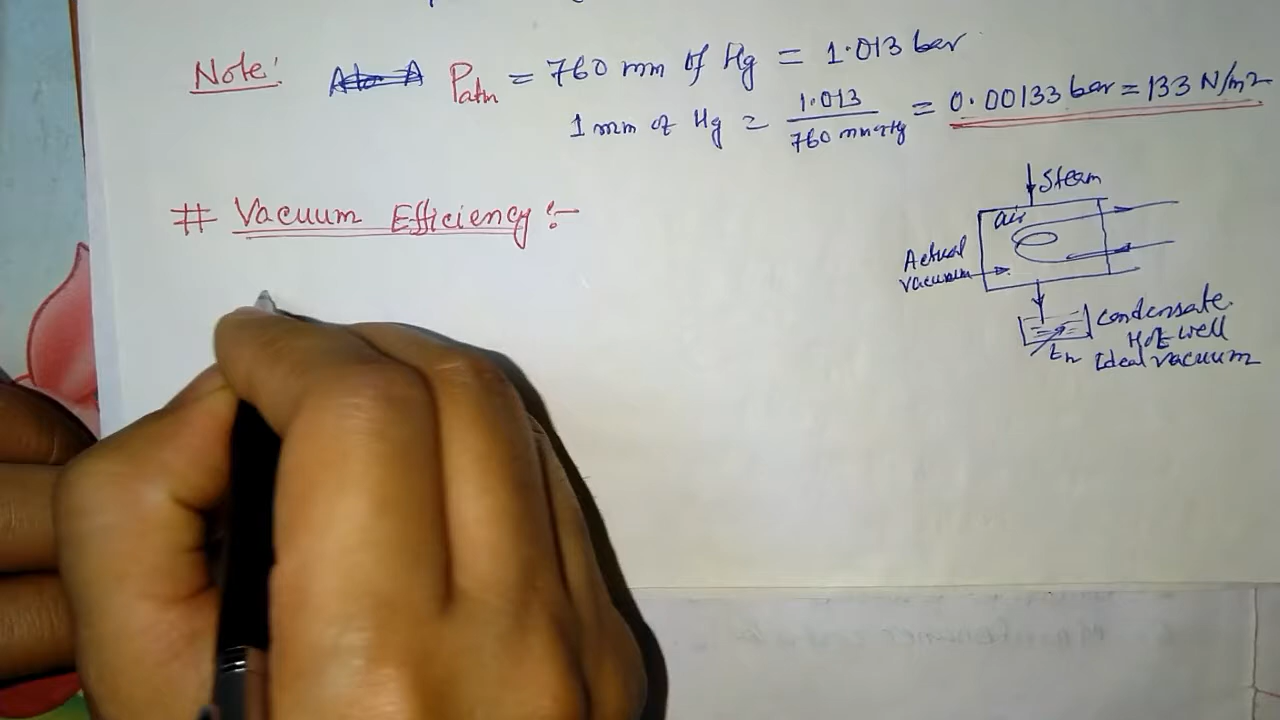 Note: Patm = 760 mm of Hg = 1.013 bar
1 mm of Hg = 1.013 / 760 mm of Hg = 0.00133 bar = 133 N/m2
# Vacuum Efficiency :-
Steam
air
Actual
vacuum
condensate
Hot well
th
Ideal vacuum